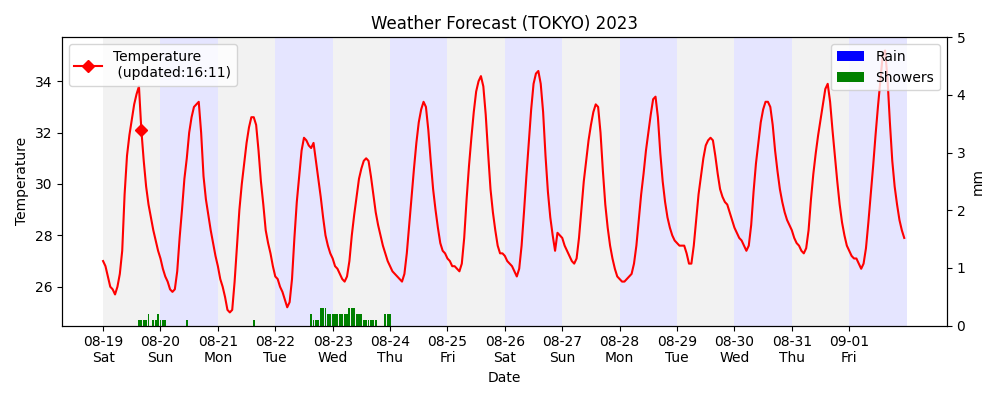 Weather Forecast (TOKYO) 2023
Temperature
(updated:16:11)
Rain
Showers
Temperature
34
32
30
28
26
5
4
3
2
1
0
mm
08-19 08-20 08-21 08-22 08-23 08-24 08-25 08-26 08-27 08-28 08-29 08-30 08-31 09-01
Sat Sun Mon Tue Wed Thu Fri Sat Sun Mon Tue Wed Thu Fri
Date